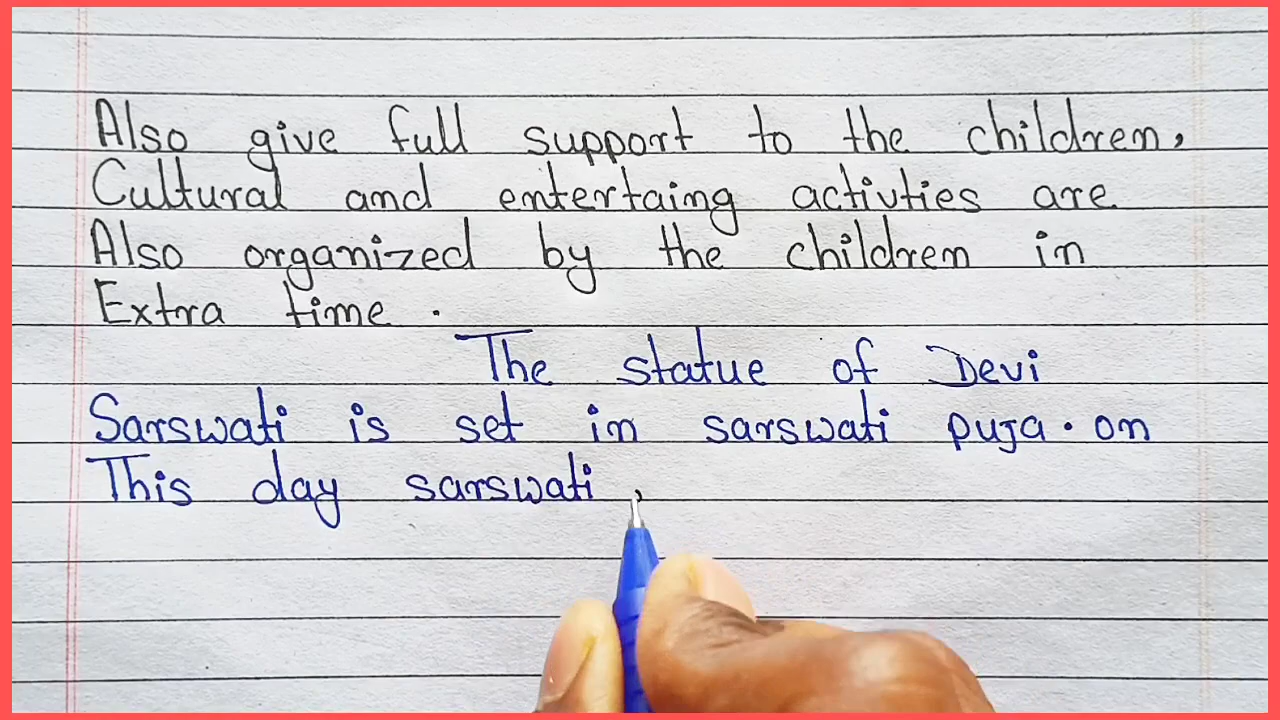 Also give full support to the children,
Cultural and entertaing activties are
Also organized by the children in
Extra time.
The statue of Devi
Sarswati is set in sarswati puja. on
This day sarswati